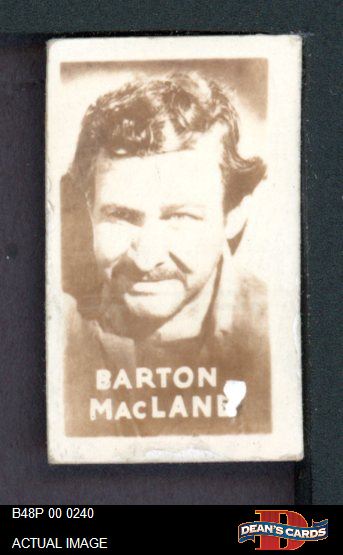 BARTON
MacLANE
B48P 00 0240
ACTUAL IMAGE
DEAN'S CARDS